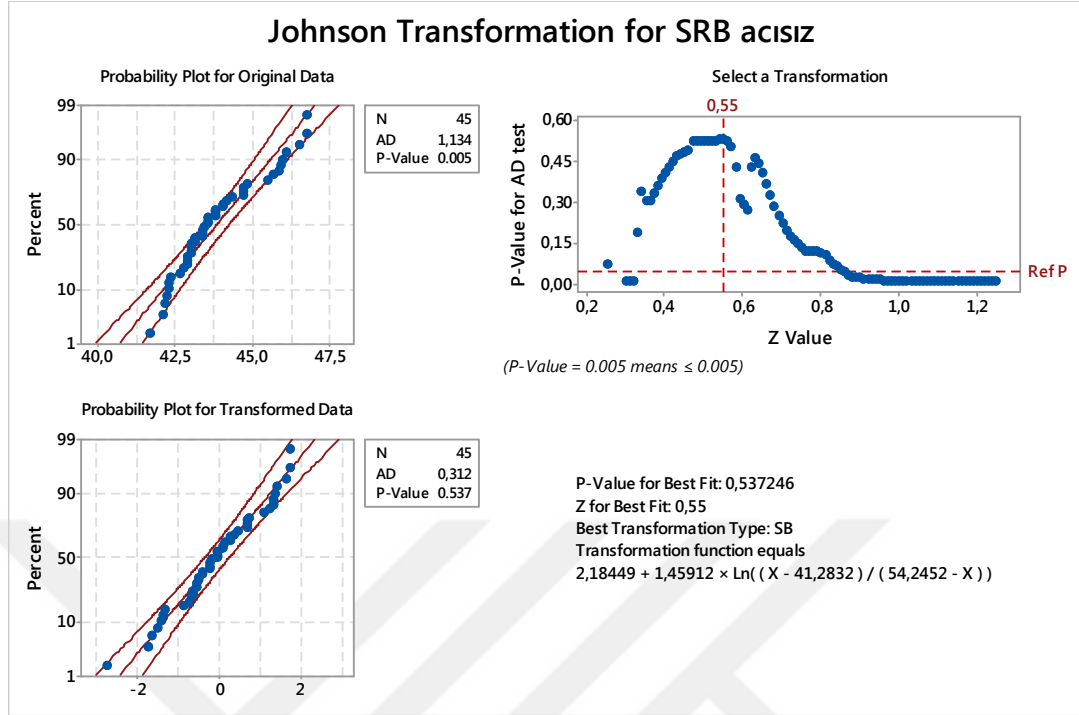 Johnson Transformation for SRB acısız
Probability Plot for Original Data
99
90
50
10
1
Percent
40,0 42,5 45,0 47,5
N 45
AD 1,134
P-Value 0.005
Select a Transformation
0,55
0,60
0,45
0,30
0,15
0,00
P-Value for AD test
Ref P
0,2 0,4 0,6 0,8 1,0 1,2
Z Value
(P-Value = 0.005 means ≤ 0.005)
Probability Plot for Transformed Data
99
90
50
10
1
Percent
-2 0 2
N 45
AD 0,312
P-Value 0.537
P-Value for Best Fit: 0,537246
Z for Best Fit: 0,55
Best Transformation Type: SB
Transformation function equals
2,18449 + 1,45912 × Ln( ( X - 41,2832 ) / ( 54,2452 - X ) )